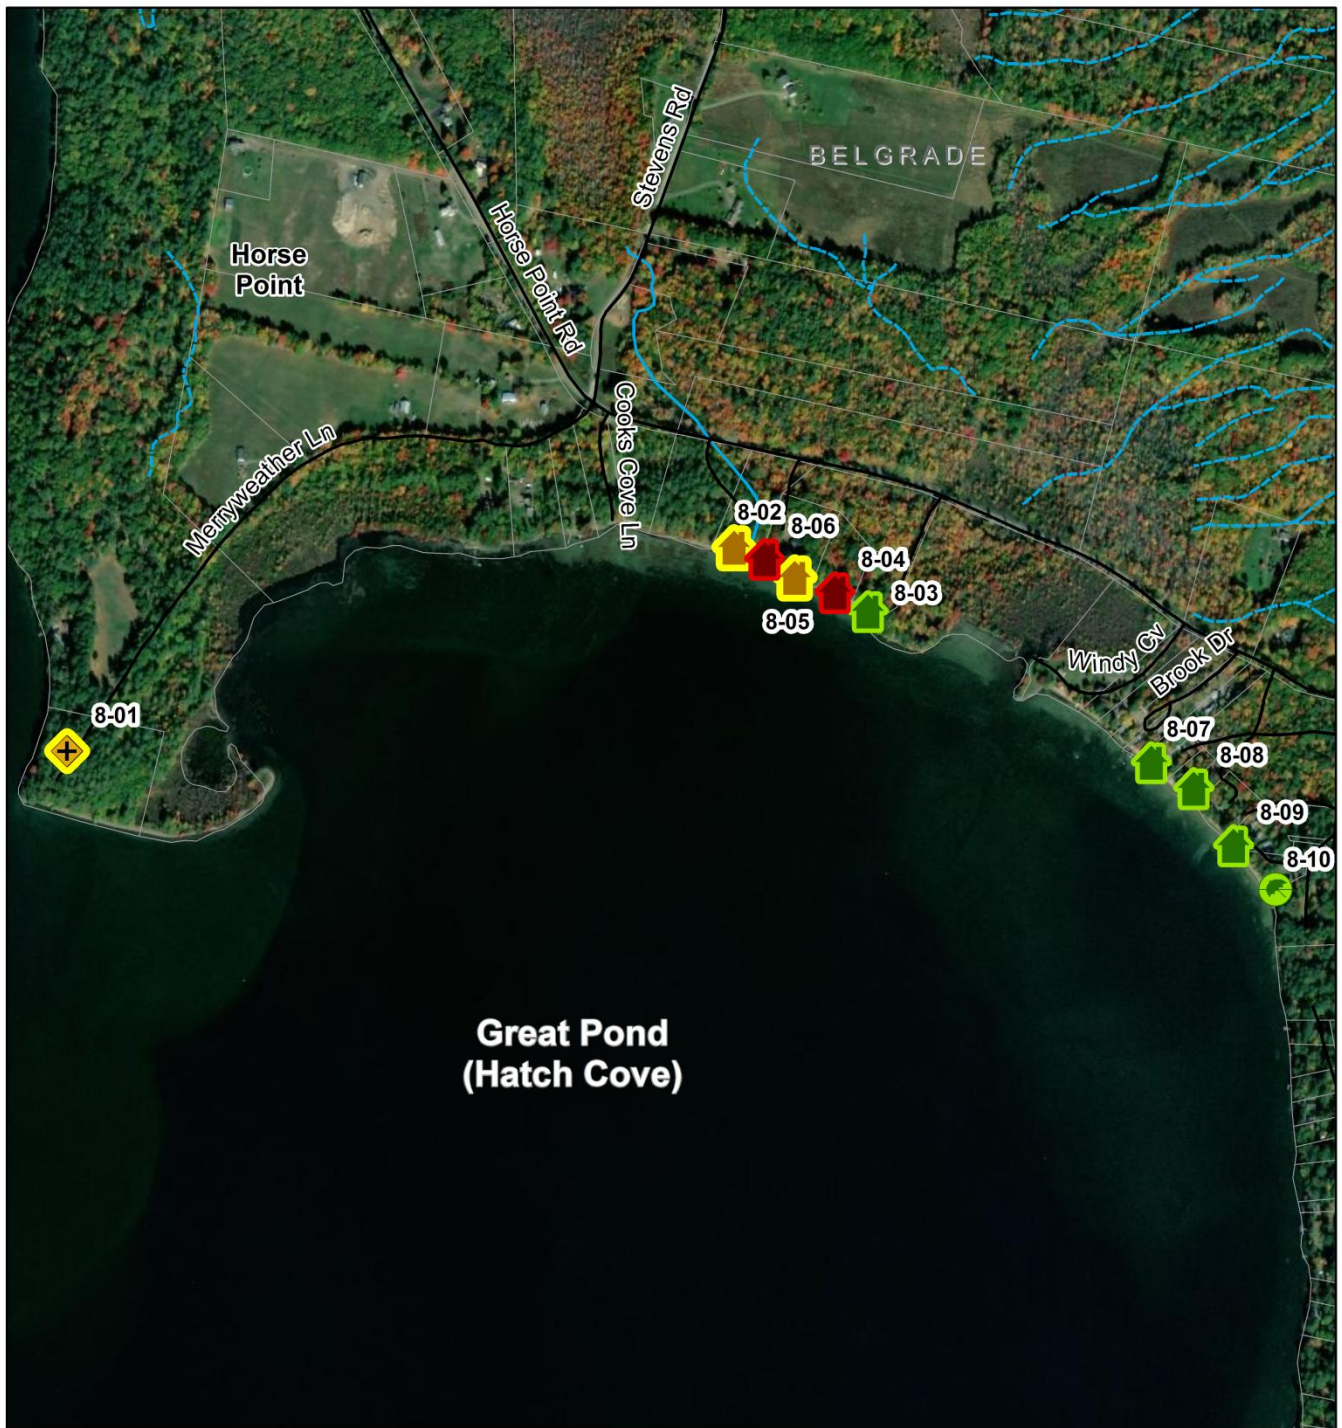 BELGRADE
Stevens Rd
Horse Point Rd
Horse
Point
Cooks Cove Ln
Merryweather Ln
8-02
8-06
8-04
8-03
8-05
Windy Cv
Brook Dr
8-01
8-07
8-08
8-09
8-10
Great Pond
(Hatch Cove)